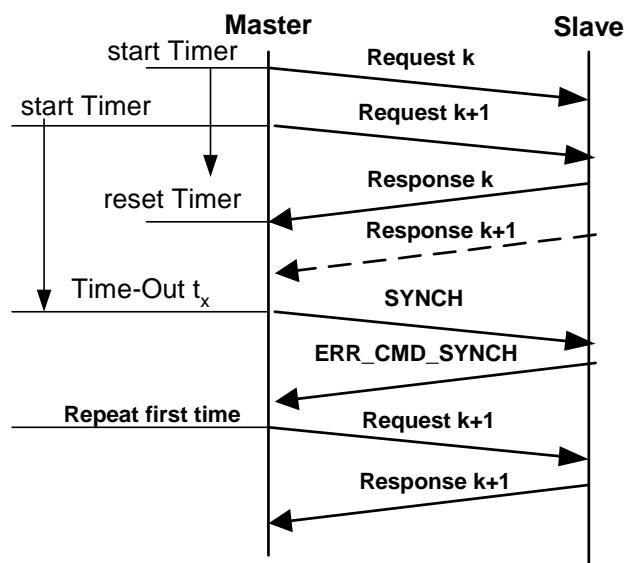 Master
Slave
start Timer
Request k
start Timer
Request k+1
Response k
reset Timer
Response k+1
Time-Out tx
SYNCH
ERR_CMD_SYNCH
Repeat first time
Request k+1
Response k+1